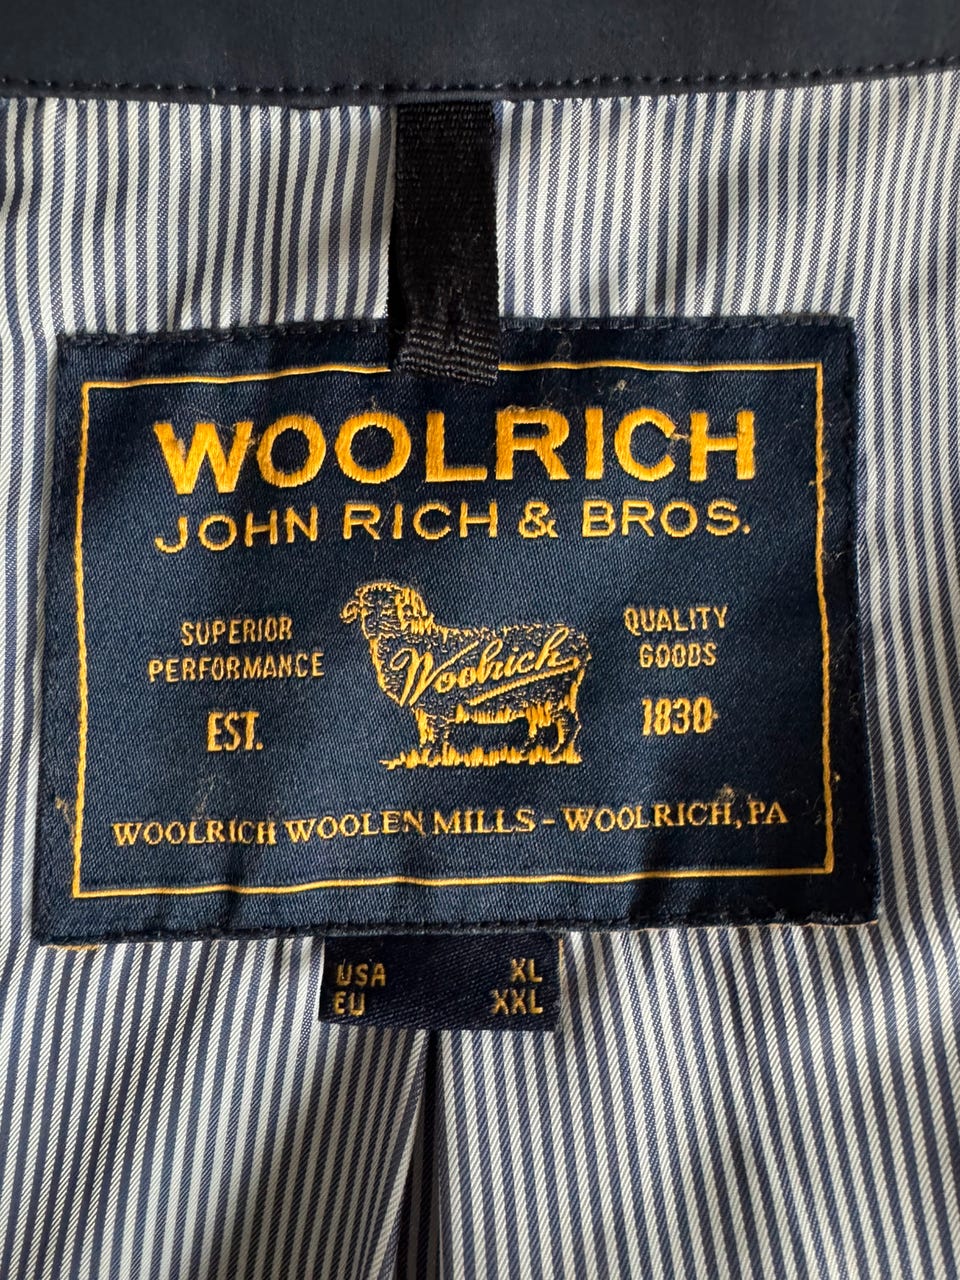 WOOLRICH
JOHN RICH & BROS.
SUPERIOR
PERFORMANCE
EST.
Woolrich
QUALITY
GOODS
1830
WOOLRICH WOOLEN MILLS - WOOLRICH, PA
USA XL
EU XXL